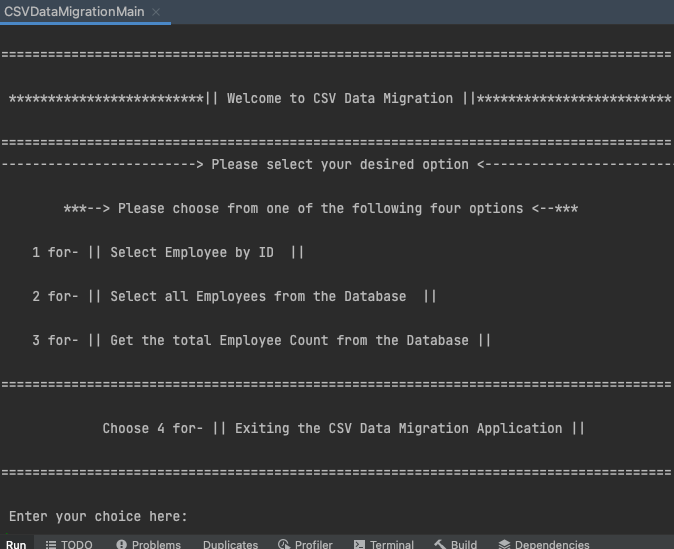 CSVDataMigrationMain ×
======================================================================================
*************************|| Welcome to CSV Data Migration ||*************************
======================================================================================
-------------------------> Please select your desired option <------------------------
***--> Please choose from one of the following four options <--***
1 for- || Select Employee by ID ||
2 for- || Select all Employees from the Database ||
3 for- || Get the total Employee Count from the Database ||
======================================================================================
Choose 4 for- || Exiting the CSV Data Migration Application ||
======================================================================================
Enter your choice here:
Run TODO Problems Duplicates Profiler Terminal Build Dependencies